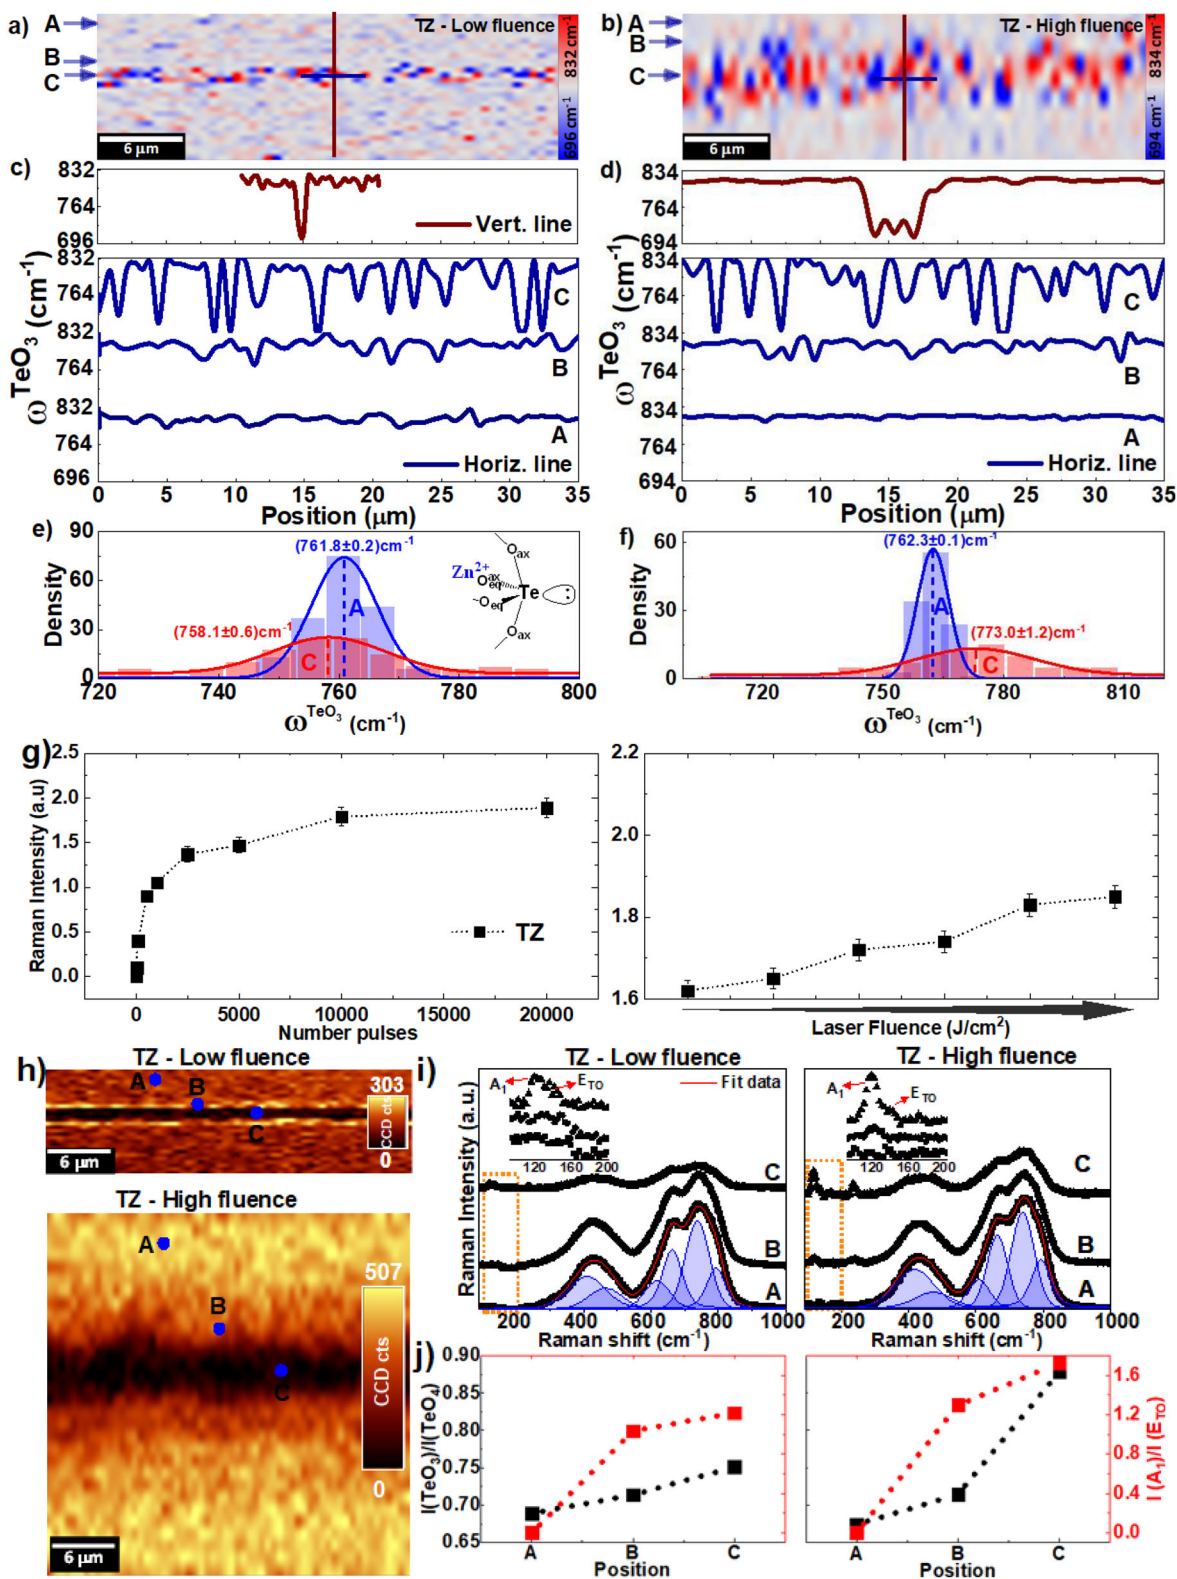 a)
A
B
C
TZ - Low fluence
832 cm⁻¹
696 cm⁻¹
6 μm
b)
A
B
C
TZ - High fluence
834 cm⁻¹
694 cm⁻¹
6 μm
c)
832
764
696
Vert. line
832
764
832
764
832
764
696
C
B
A
Horiz. line
ω^TeO₃ (cm⁻¹)
0 5 10 15 20 25 30 35
Position (μm)
d)
834
764
694
834
764
834
764
834
764
694
C
B
A
Horiz. line
ω^TeO₃ (cm⁻¹)
0 5 10 15 20 25 30 35
Position (μm)
e)
90
60
30
0
Density
(761.8±0.2)cm⁻¹
(758.1±0.6)cm⁻¹
A
C
Zn²⁺
Oax
Oeq^ax
~Oeq
Te
Oax
720 740 760 780 800
ω^TeO₃ (cm⁻¹)
f)
60
30
0
Density
(762.3±0.1)cm⁻¹
(773.0±1.2)cm⁻¹
A
C
720 750 780 810
ω^TeO₃ (cm⁻¹)
g)
2.5
2.0
1.5
1.0
0.5
0.0
Raman Intensity (a.u)
TZ
0 5000 10000 15000 20000
Number pulses
2.2
2.0
1.8
1.6
Laser Fluence (J/cm²)
h)
TZ - Low fluence
A
B
C
303
CCD cts
0
6 μm
TZ - High fluence
A
B
C
507
CCD cts
0
6 μm
i)
TZ - Low fluence
A₁
E_TO
Fit data
120 160 200
C
B
A
Raman Intensity (a.u.)
200 400 600 800 1000
Raman shift (cm⁻¹)
TZ - High fluence
A₁
E_TO
120 160 200
C
B
A
200 400 600 800 1000
Raman shift (cm⁻¹)
j)
0.90
0.85
0.80
0.75
0.70
0.65
I(TeO₃)/I(TeO₄)
A B C
Position
A B C
Position
1.6
1.2
0.8
0.4
0.0
I (A₁)/I (E_TO)